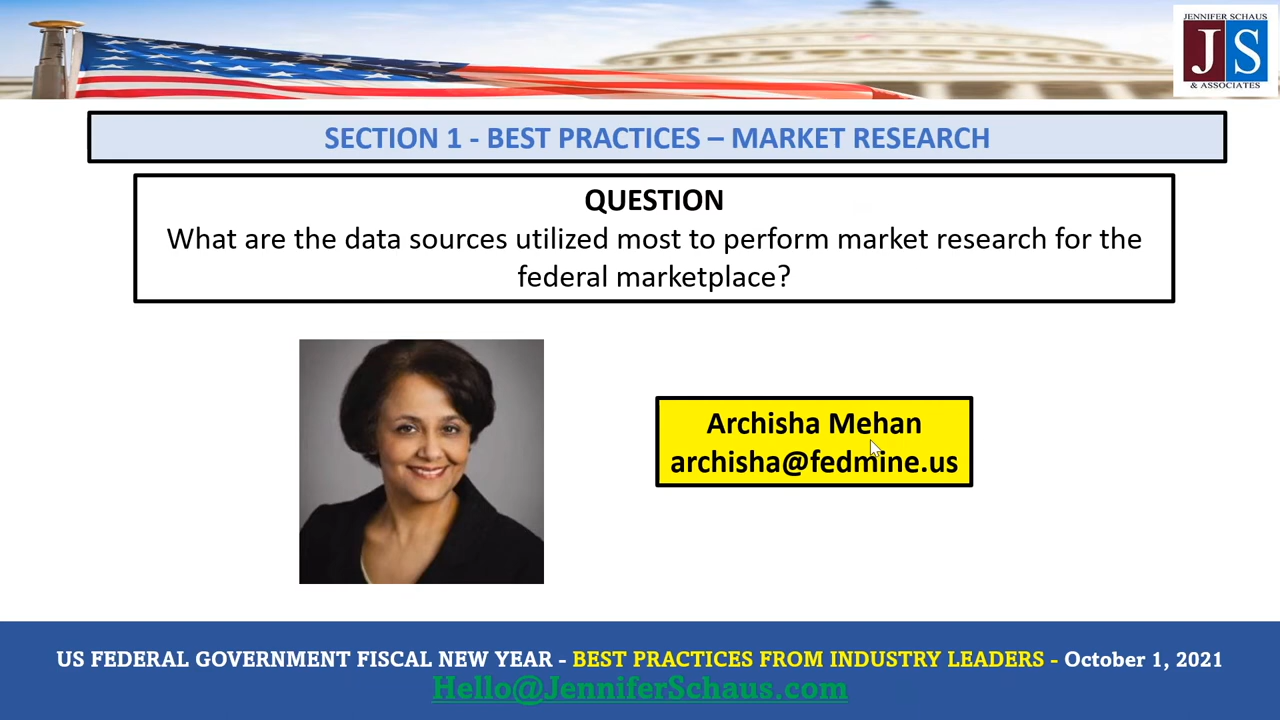 JENNIFER SCHAUS
JS
& ASSOCIATES
SECTION 1 - BEST PRACTICES – MARKET RESEARCH
QUESTION
What are the data sources utilized most to perform market research for the
federal marketplace?
Archisha Mehan
archisha@fedmine.us
US FEDERAL GOVERNMENT FISCAL NEW YEAR - BEST PRACTICES FROM INDUSTRY LEADERS - October 1, 2021
Hello@JenniferSchaus.com